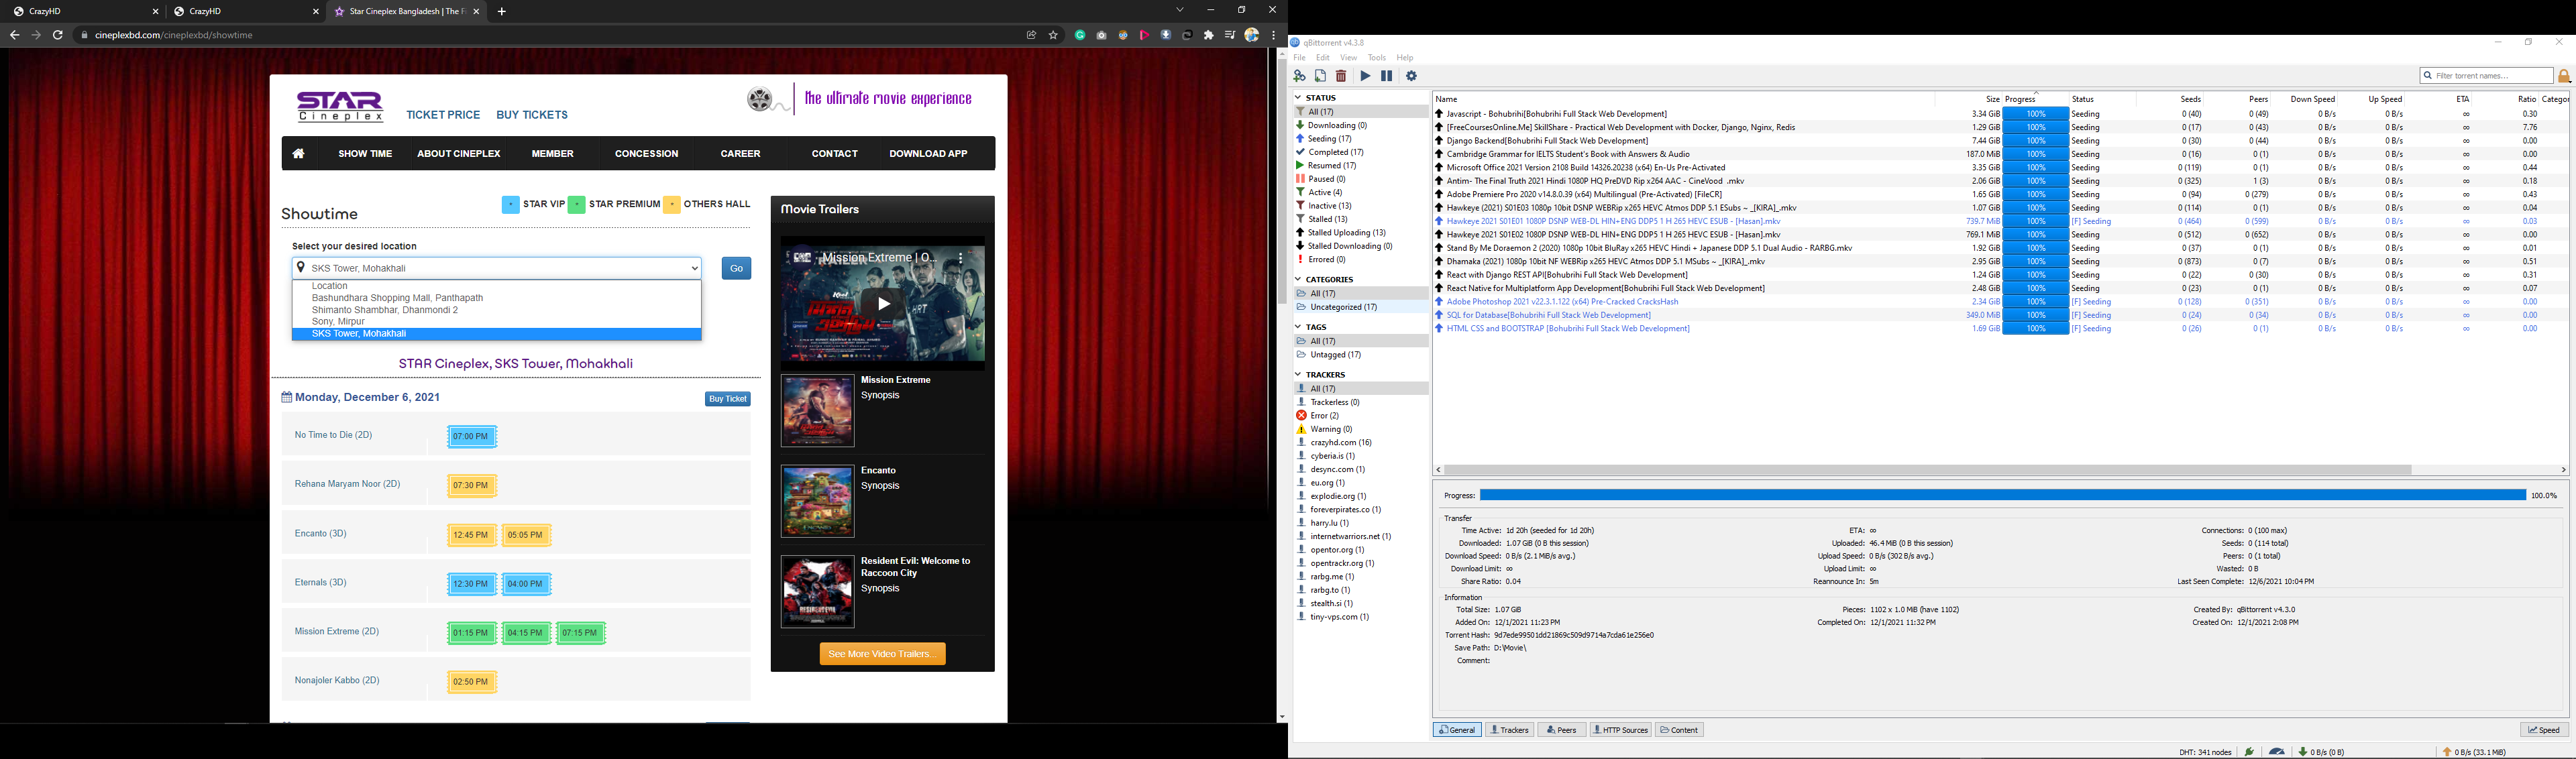 CrazyHD
CrazyHD
Star Cineplex Bangladesh | The F
cineplexbd.com/cineplexbd/showtime
STAR
Cineplex
TICKET PRICE BUY TICKETS
the ultimate movie experience
SHOW TIME ABOUT CINEPLEX MEMBER CONCESSION CAREER CONTACT DOWNLOAD APP
Showtime
STAR VIP STAR PREMIUM OTHERS HALL
Select your desired location
SKS Tower, Mohakhali
Go
Location
Bashundhara Shopping Mall, Panthapath
Shimanto Shambhar, Dhanmondi 2
Sony, Mirpur
SKS Tower, Mohakhali
STAR Cineplex, SKS Tower, Mohakhali
Monday, December 6, 2021
Buy Ticket
No Time to Die (2D) 07:00 PM
Rehana Maryam Noor (2D) 07:30 PM
Encanto (3D) 12:45 PM 05:05 PM
Eternals (3D) 12:30 PM 04:00 PM
Mission Extreme (2D) 01:15 PM 04:15 PM 07:15 PM
Nonajoler Kabbo (2D) 02:50 PM
Movie Trailers
Mission Extreme | O...
Mission Extreme
Synopsis
Encanto
Synopsis
Resident Evil: Welcome to
Raccoon City
Synopsis
See More Video Trailers...
qBittorrent v4.3.8
File Edit View Tools Help
Filter torrent names...
STATUS
All (17)
Downloading (0)
Seeding (17)
Completed (17)
Resumed (17)
Paused (0)
Active (4)
Inactive (13)
Stalled (13)
Stalled Uploading (13)
Stalled Downloading (0)
Errored (0)
CATEGORIES
All (17)
Uncategorized (17)
TAGS
All (17)
Untagged (17)
TRACKERS
All (17)
Trackerless (0)
Error (2)
Warning (0)
crazyhd.com (16)
cyberia.is (1)
desync.com (1)
eu.org (1)
explodie.org (1)
foreverpirates.co (1)
harry.lu (1)
internetwarriors.net (1)
opentor.org (1)
opentrackr.org (1)
rarbg.me (1)
rarbg.to (1)
stealth.si (1)
tiny-vps.com (1)
Name Size Progress Status Seeds Peers Down Speed Up Speed ETA Ratio Categor
Javascript - Bohubrihi[Bohubrihi Full Stack Web Development] 3.34 GiB 100% Seeding 0 (40) 0 (49) 0 B/s 0 B/s ∞ 0.30
[FreeCoursesOnline.Me] SkillShare - Practical Web Development with Docker, Django, Nginx, Redis 1.29 GiB 100% Seeding 0 (17) 0 (43) 0 B/s 0 B/s ∞ 7.76
Django Backend[Bohubrihi Full Stack Web Development] 7.44 GiB 100% Seeding 0 (30) 0 (44) 0 B/s 0 B/s ∞ 0.00
Cambridge Grammar for IELTS Student's Book with Answers & Audio 187.0 MiB 100% Seeding 0 (16) 0 (1) 0 B/s 0 B/s ∞ 0.00
Microsoft Office 2021 Version 2108 Build 14326.20238 (x64) En-Us Pre-Activated 3.35 GiB 100% Seeding 0 (119) 0 (1) 0 B/s 0 B/s ∞ 0.44
Antim- The Final Truth 2021 Hindi 1080P HQ PreDVD Rip x264 AAC - CineVood .mkv 2.06 GiB 100% Seeding 0 (325) 1 (3) 0 B/s 0 B/s ∞ 0.18
Adobe Premiere Pro 2020 v14.8.0.39 (x64) Multilingual (Pre-Activated) [FileCR] 1.65 GiB 100% Seeding 0 (94) 0 (279) 0 B/s 0 B/s ∞ 0.43
Hawkeye (2021) S01E03 1080p 10bit DSNP WEBRip x265 HEVC Atmos DDP 5.1 ESubs ~ _[KIRA]_.mkv 1.07 GiB 100% Seeding 0 (114) 0 (1) 0 B/s 0 B/s ∞ 0.04
Hawkeye 2021 S01E01 1080P DSNP WEB-DL HIN+ENG DDP5 1 H 265 HEVC ESUB - [Hasan].mkv 739.7 MiB 100% [F] Seeding 0 (464) 0 (599) 0 B/s 0 B/s ∞ 0.03
Hawkeye 2021 S01E02 1080P DSNP WEB-DL HIN+ENG DDP5 1 H 265 HEVC ESUB - [Hasan].mkv 769.1 MiB 100% Seeding 0 (512) 0 (652) 0 B/s 0 B/s ∞ 0.00
Stand By Me Doraemon 2 (2020) 1080p 10bit BluRay x265 HEVC Hindi + Japanese DDP 5.1 Dual Audio - RARBG.mkv 1.92 GiB 100% Seeding 0 (37) 0 (1) 0 B/s 0 B/s ∞ 0.01
Dhamaka (2021) 1080p 10bit NF WEBRip x265 HEVC Atmos DDP 5.1 MSubs ~ _[KIRA]_.mkv 2.95 GiB 100% Seeding 0 (873) 0 (7) 0 B/s 0 B/s ∞ 0.51
React with Django REST API[Bohubrihi Full Stack Web Development] 1.24 GiB 100% Seeding 0 (22) 0 (30) 0 B/s 0 B/s ∞ 0.31
React Native for Multiplatform App Development[Bohubrihi Full Stack Web Development] 2.48 GiB 100% Seeding 0 (23) 0 (1) 0 B/s 0 B/s ∞ 0.07
Adobe Photoshop 2021 v22.3.1.122 (x64) Pre-Cracked CracksHash 2.34 GiB 100% [F] Seeding 0 (128) 0 (351) 0 B/s 0 B/s ∞ 0.00
SQL for Database[Bohubrihi Full Stack Web Development] 349.0 MiB 100% [F] Seeding 0 (24) 0 (34) 0 B/s 0 B/s ∞ 0.00
HTML CSS and BOOTSTRAP [Bohubrihi Full Stack Web Development] 1.69 GiB 100% [F] Seeding 0 (26) 0 (1) 0 B/s 0 B/s ∞ 0.00
Progress: 100.0%
Transfer
Time Active: 1d 20h (seeded for 1d 20h) ETA: ∞ Connections: 0 (100 max)
Downloaded: 1.07 GiB (0 B this session) Uploaded: 46.4 MiB (0 B this session) Seeds: 0 (114 total)
Download Speed: 0 B/s (2.1 MiB/s avg.) Upload Speed: 0 B/s (302 B/s avg.) Peers: 0 (1 total)
Download Limit: ∞ Upload Limit: ∞ Wasted: 0 B
Share Ratio: 0.04 Reannounce In: 5m Last Seen Complete: 12/6/2021 10:04 PM
Information
Total Size: 1.07 GiB Pieces: 1102 x 1.0 MiB (have 1102) Created By: qBittorrent v4.3.0
Added On: 12/1/2021 11:23 PM Completed On: 12/1/2021 11:32 PM Created On: 12/1/2021 2:08 PM
Torrent Hash: 9d7ede99501dd21869c509d9714a7cda61e256e0
Save Path: D:\Movie\
Comment:
General Trackers Peers HTTP Sources Content Speed
DHT: 341 nodes 0 B/s (0 B) 0 B/s (33.1 MiB)